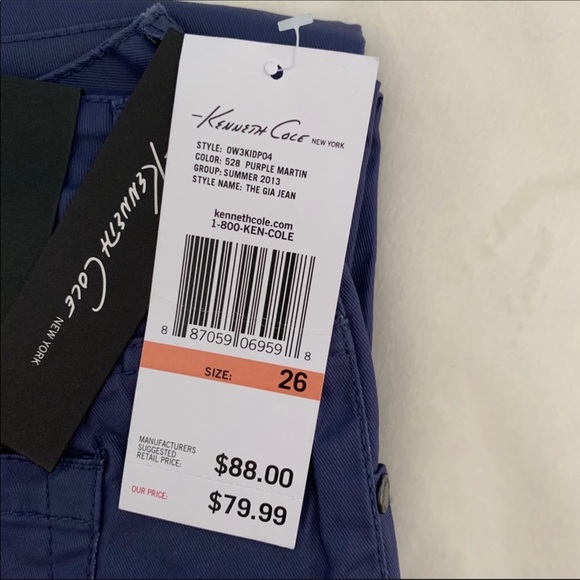 KENNETH COLE NEW YORK
STYLE: 0W3KIDP04
COLOR: 528 PURPLE MARTIN
GROUP: SUMMER 2013
STYLE NAME: THE GIA JEAN
kennethcole.com
1-800-KEN-COLE
8 87059 06959 8
SIZE: 26
MANUFACTURERS
SUGGESTED
RETAIL PRICE: $88.00
OUR PRICE: $79.99
KENNETH COLE NEW YORK